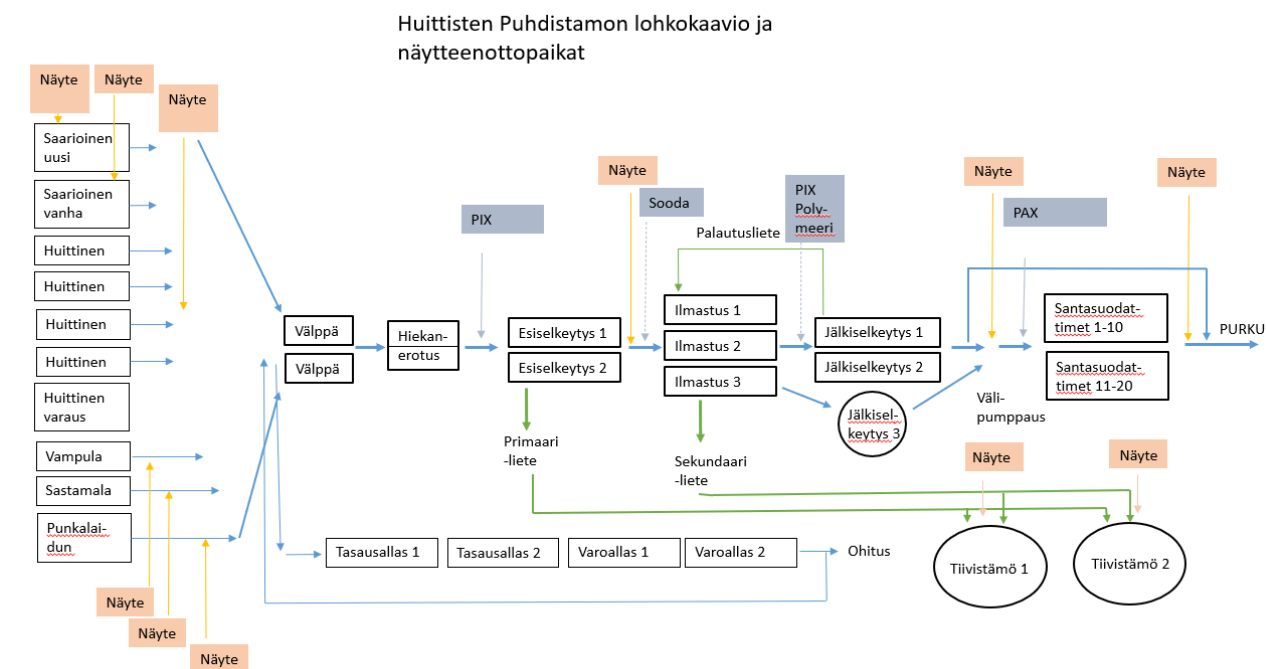 Huittisten Puhdistamon lohkokaavio ja
näytteenottopaikat
Näyte
Näyte
Näyte
Saarioinen
uusi
Saarioinen
vanha
Huittinen
Huittinen
Huittinen
Huittinen
Huittinen
varaus
Vampula
Sastamala
Punkalai-
dun
Näyte
Näyte
Näyte
Välppä
Välppä
Hiekan-
erotus
PIX
Esiselkeytys 1
Esiselkeytys 2
Primaari
-liete
Näyte
Sooda
Palautusliete
PIX
Poly-
meeri
Ilmastus 1
Ilmastus 2
Ilmastus 3
Sekundaari
-liete
Jälkiselkeytys 1
Jälkiselkeytys 2
Jälkisel-
keytys 3
Näyte
PAX
Väli-
pumppaus
Santasuodat-
timet 1-10
Santasuodat-
timet 11-20
Näyte
PURKU
Tasausallas 1
Tasausallas 2
Varoallas 1
Varoallas 2
Ohitus
Näyte
Näyte
Tiivistämö 1
Tiivistämö 2